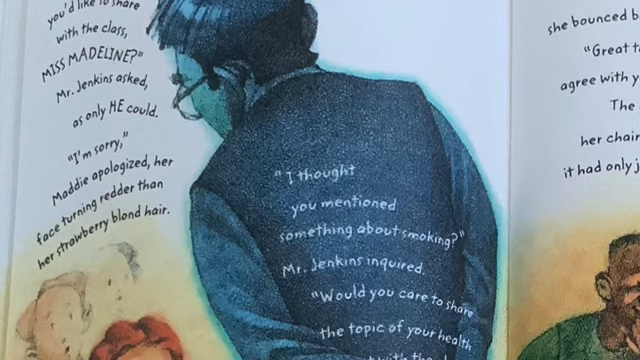 you'd like to share
with the class,
MISS MADELINE?"
Mr. Jenkins asked,
as only HE could.
"I'm sorry,"
Maddie apologized, her
face turning redder than
her strawberry blond hair.
"I thought
you mentioned
something about smoking?"
Mr. Jenkins inquired.
"Would you care to share
the topic of your health
with
she bounced
"Great
agree with
The
her chair
it had only